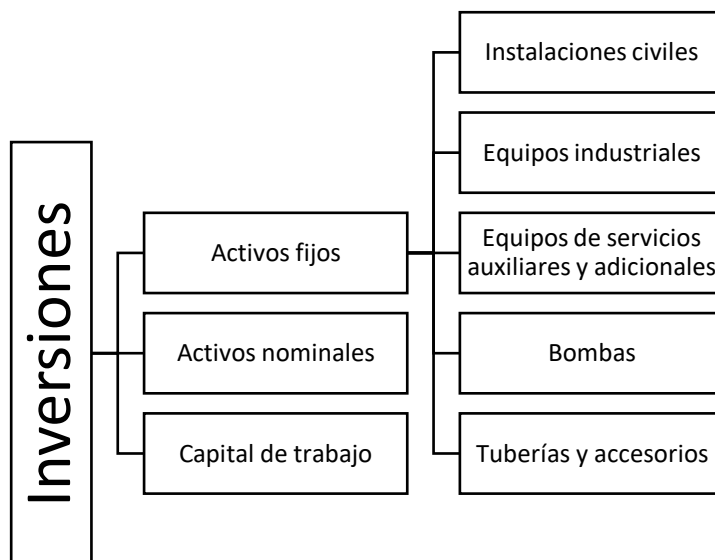 Inversiones
Activos fijos
Activos nominales
Capital de trabajo
Instalaciones civiles
Equipos industriales
Equipos de servicios
auxiliares y adicionales
Bombas
Tuberías y accesorios